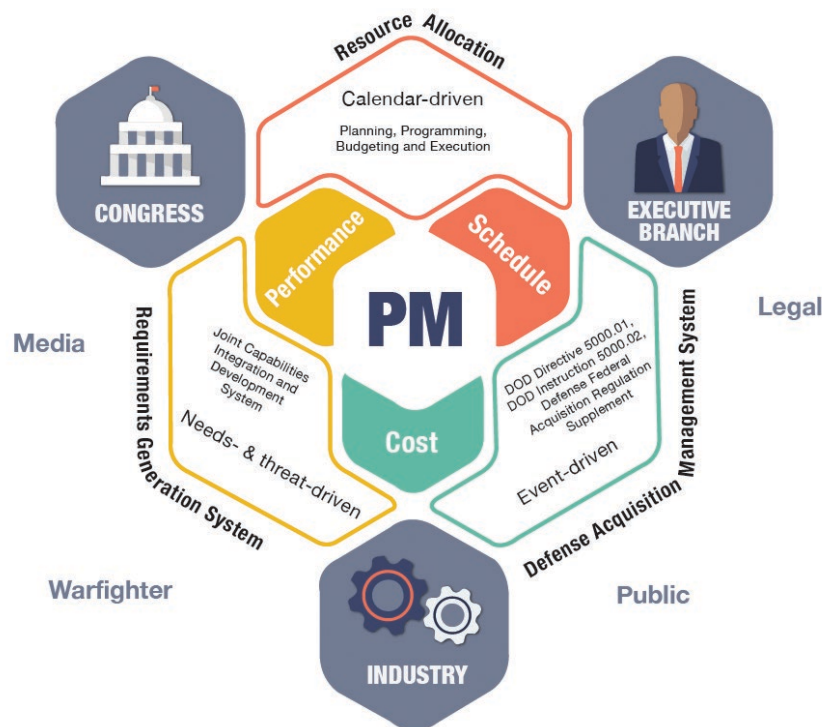 Resource Allocation
Calendar-driven
Planning, Programming,
Budgeting and Execution
CONGRESS
EXECUTIVE
BRANCH
Performance
Schedule
PM
Cost
Media
Legal
Requirements Generation System
Joint Capabilities
Integration and
Development
System
Needs- & threat-driven
DOD Directive 5000.01,
DOD Instruction 5000.02,
Defense Federal
Acquisition Regulation
Supplement
Event-driven
Defense Acquisition Management System
Warfighter
Public
INDUSTRY